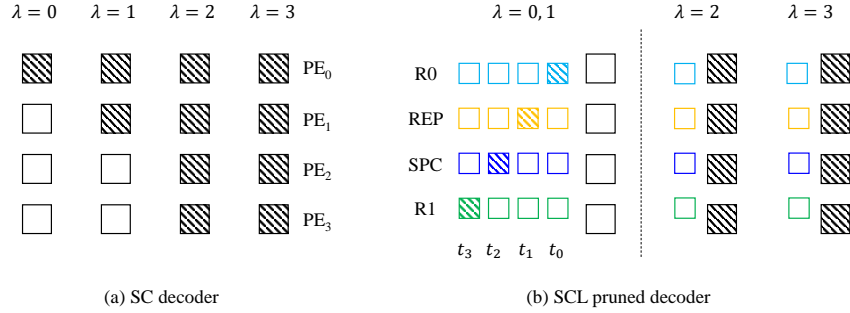 λ = 0 λ = 1 λ = 2 λ = 3 λ = 0, 1 λ = 2 λ = 3
PE₀ R0
PE₁ REP
PE₂ SPC
PE₃ R1
t₃ t₂ t₁ t₀
(a) SC decoder (b) SCL pruned decoder